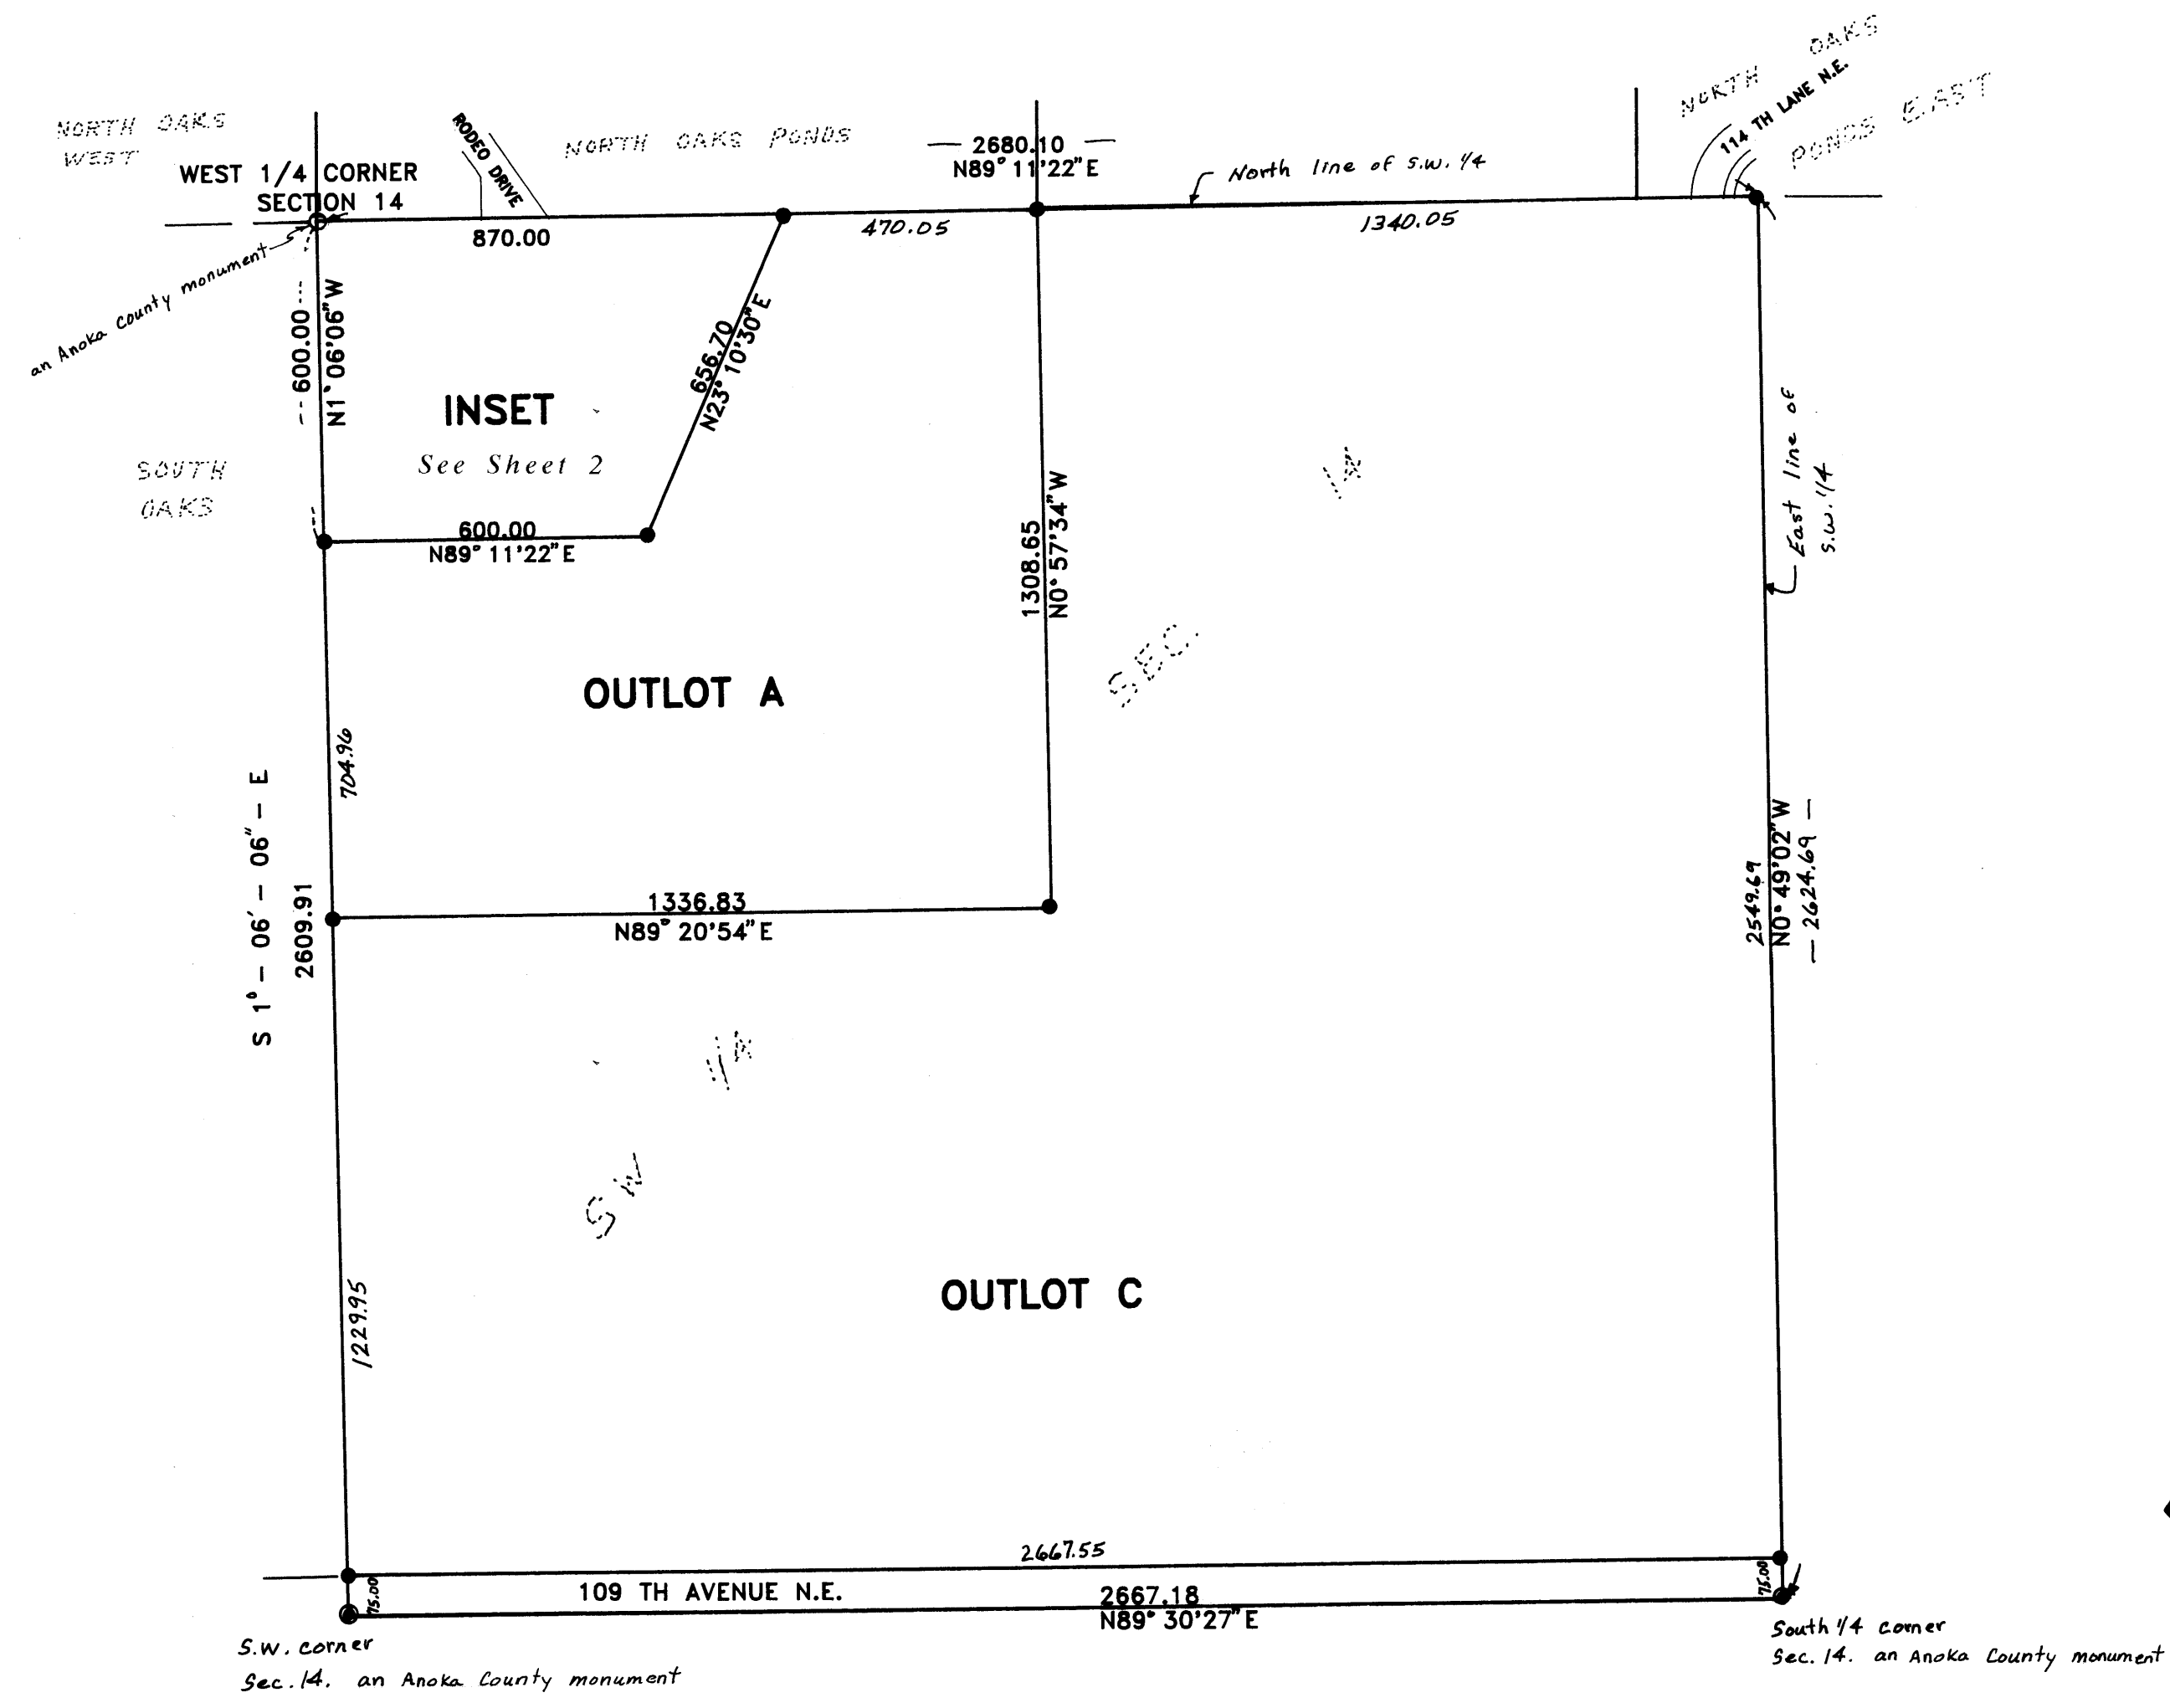 NORTH OAKS
WEST
WEST 1/4 CORNER
SECTION 14
RODEO DRIVE
NORTH OAKS PONDS
— 2680.10 —
N89° 11'22" E
North line of S.W. 1/4
NORTH OAKS
114 TH LANE N.E.
PONDS EAST
an Anoka County monument
870.00
470.05
1340.05
-- 600.00 ---
N1° 06'06" W
656.70
N23° 10'30" E
INSET
See Sheet 2
SOUTH
OAKS
600.00
N89° 11'22" E
1308.65
N0° 57'34" W
East line of
S.W. 1/4
SEC. 14
OUTLOT A
704.96
S 1° – 06' – 06" – E
2609.91
1336.83
N89° 20'54" E
2549.69
N0° 49'02" W
— 2624.69 —
SW 1/4
1229.95
OUTLOT C
2667.55
75.00
109 TH AVENUE N.E.
2667.18
N89° 30'27" E
75.00
S.W. corner
Sec. 14. an Anoka County monument
South 1/4 corner
Sec. 14. an Anoka County monument